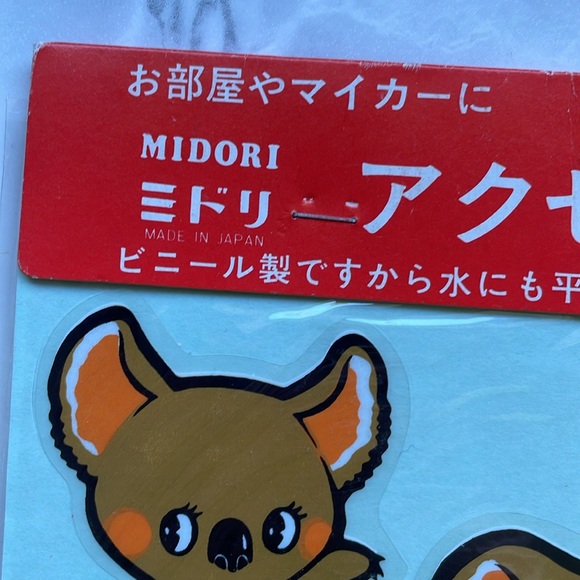 お部屋やマイカーに
MIDORI
ミドリ アクセ
MADE IN JAPAN
ビニール製ですから水にも平